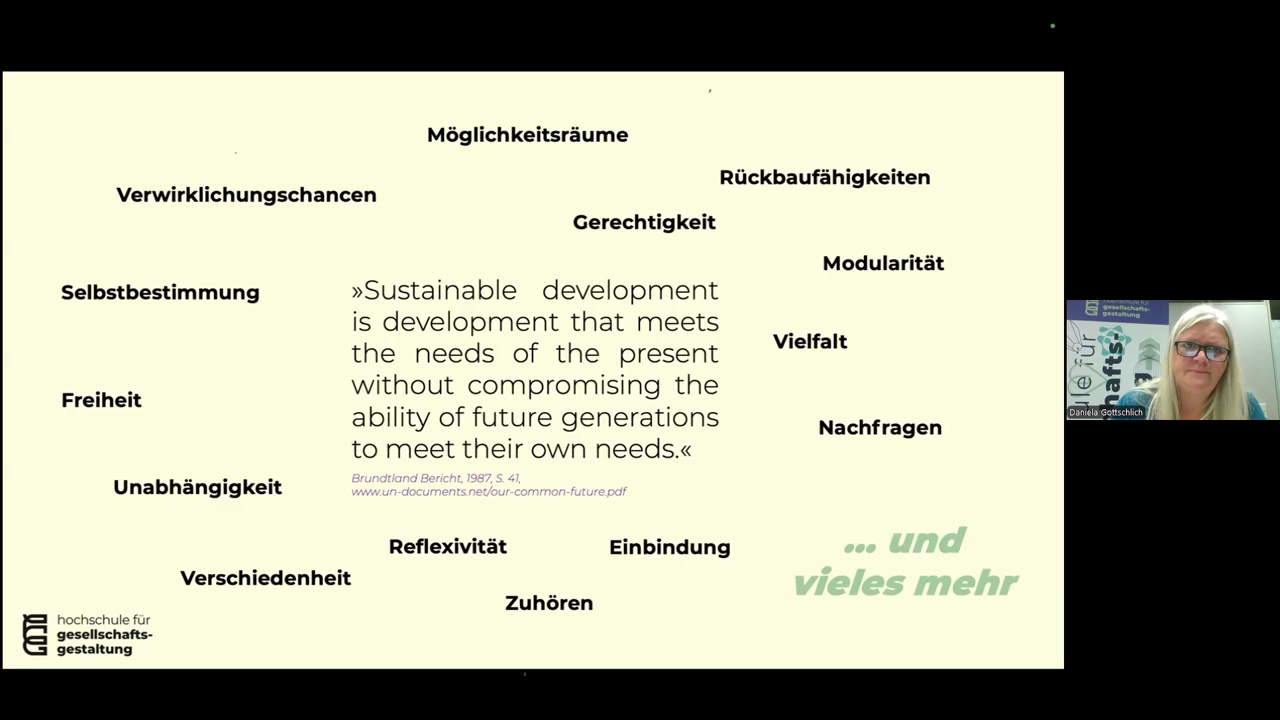 Möglichkeitsräume
Rückbaufähigkeiten
Verwirklichungschancen
Gerechtigkeit
Modularität
Selbstbestimmung
»Sustainable development
is development that meets
the needs of the present
without compromising the
ability of future generations
to meet their own needs.«
Brundtland Bericht, 1987, S. 41,
www.un-documents.net/our-common-future.pdf
Vielfalt
Freiheit
Nachfragen
Unabhängigkeit
Reflexivität
Einbindung
... und
vieles mehr
Verschiedenheit
Zuhören
hochschule für
gesellschafts-
gestaltung
gesellschafts-
gestaltung
Daniela Gottschlich